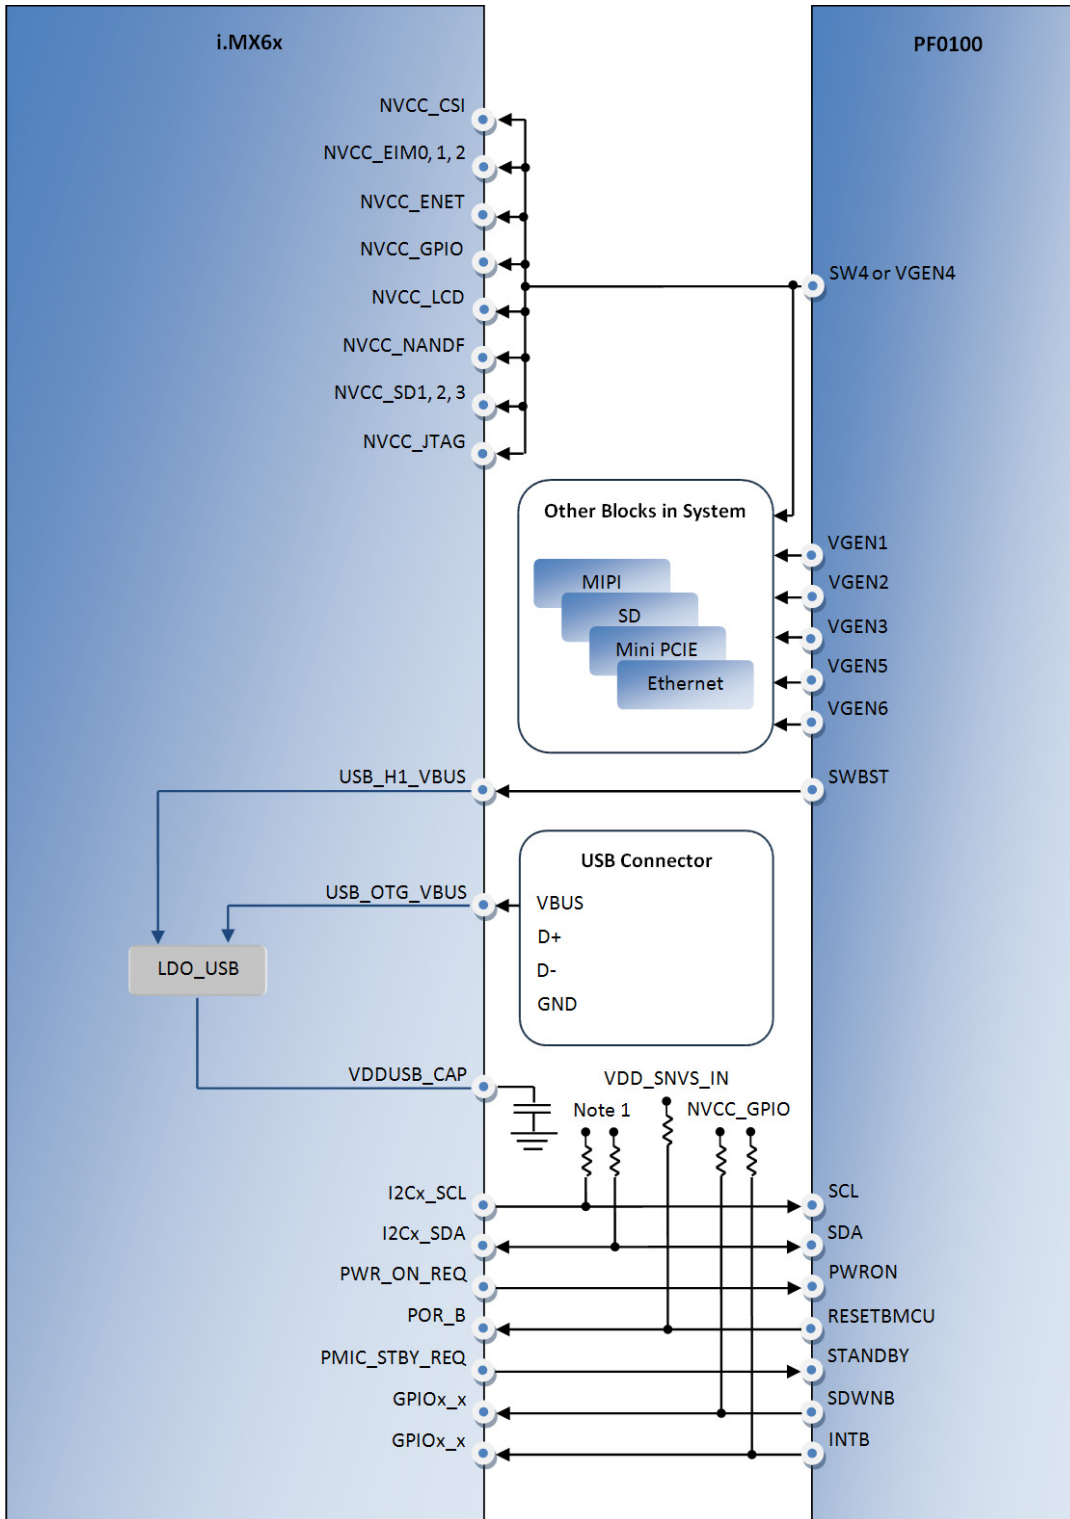 i.MX6x
PF0100
NVCC_CSI
NVCC_EIM0, 1, 2
NVCC_ENET
NVCC_GPIO
NVCC_LCD
NVCC_NANDF
NVCC_SD1, 2, 3
NVCC_JTAG
SW4 or VGEN4
Other Blocks in System
MIPI
SD
Mini PCIE
Ethernet
VGEN1
VGEN2
VGEN3
VGEN5
VGEN6
USB_H1_VBUS
SWBST
USB Connector
USB_OTG_VBUS
VBUS
D+
D-
GND
LDO_USB
VDDUSB_CAP
VDD_SNVS_IN
Note 1
NVCC_GPIO
I2Cx_SCL
SCL
I2Cx_SDA
SDA
PWR_ON_REQ
PWRON
POR_B
RESETBMCU
PMIC_STBY_REQ
STANDBY
GPIOx_x
SDWNB
GPIOx_x
INTB